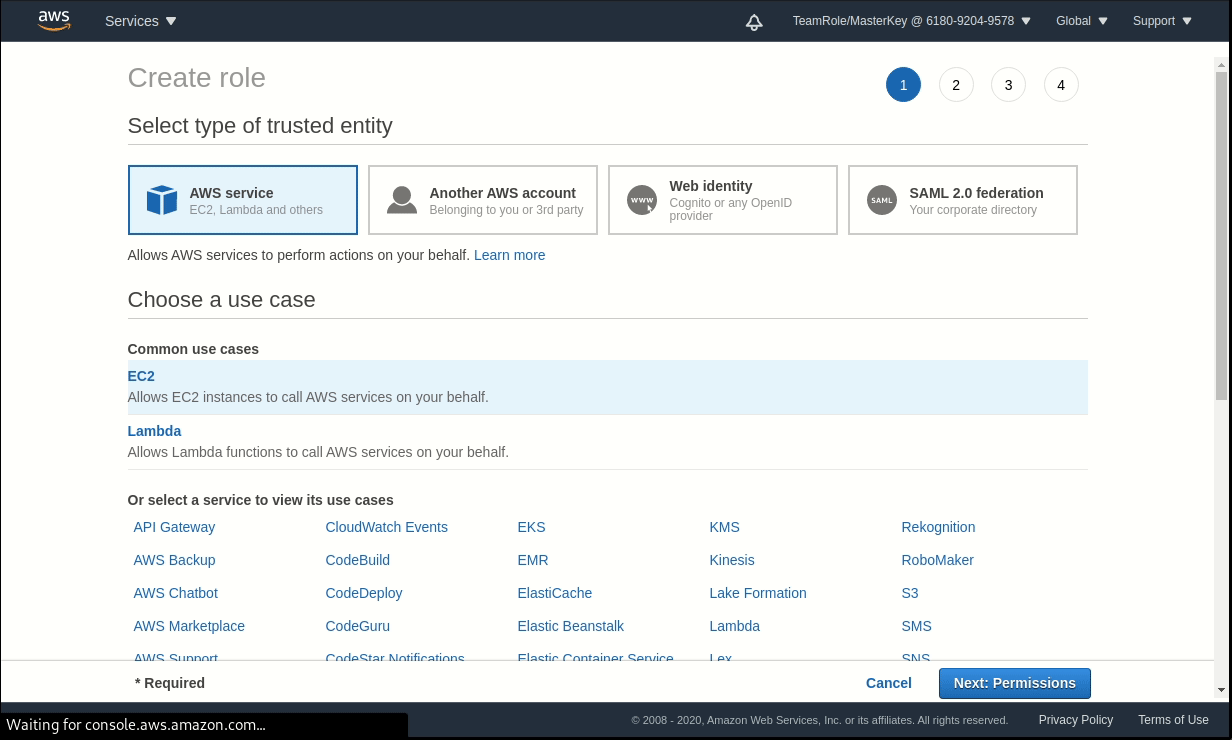 aws Services TeamRole/MasterKey @ 6180-9204-9578 Global Support
Create role
1 2 3 4
Select type of trusted entity
AWS service
EC2, Lambda and others
Another AWS account
Belonging to you or 3rd party
www
Web identity
Cognito or any OpenID
provider
SAML
SAML 2.0 federation
Your corporate directory
Allows AWS services to perform actions on your behalf. Learn more
Choose a use case
Common use cases
EC2
Allows EC2 instances to call AWS services on your behalf.
Lambda
Allows Lambda functions to call AWS services on your behalf.
Or select a service to view its use cases
API Gateway CloudWatch Events EKS KMS Rekognition
AWS Backup CodeBuild EMR Kinesis RoboMaker
AWS Chatbot CodeDeploy ElastiCache Lake Formation S3
AWS Marketplace CodeGuru Elastic Beanstalk Lambda SMS
AWS Support CodeStar Notifications Elastic Container Service Lex SNS
* Required Cancel Next: Permissions
Waiting for console.aws.amazon.com... © 2008 - 2020, Amazon Web Services, Inc. or its affiliates. All rights reserved. Privacy Policy Terms of Use